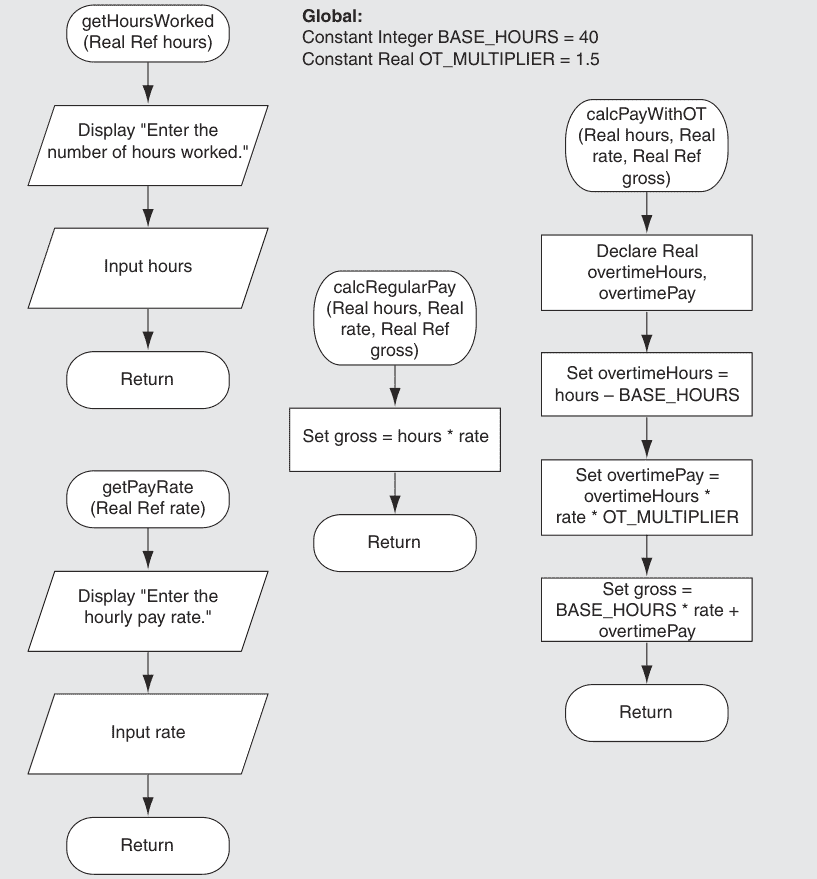 getHoursWorked
(Real Ref hours)
Display "Enter the
number of hours worked."
Input hours
Return
getPayRate
(Real Ref rate)
Display "Enter the
hourly pay rate."
Input rate
Return
Global:
Constant Integer BASE_HOURS = 40
Constant Real OT_MULTIPLIER = 1.5
calcRegularPay
(Real hours, Real
rate, Real Ref
gross)
Set gross = hours * rate
Return
calcPayWithOT
(Real hours, Real
rate, Real Ref
gross)
Declare Real
overtimeHours,
overtimePay
Set overtimeHours =
hours – BASE_HOURS
Set overtimePay =
overtimeHours *
rate * OT_MULTIPLIER
Set gross =
BASE_HOURS * rate +
overtimePay
Return